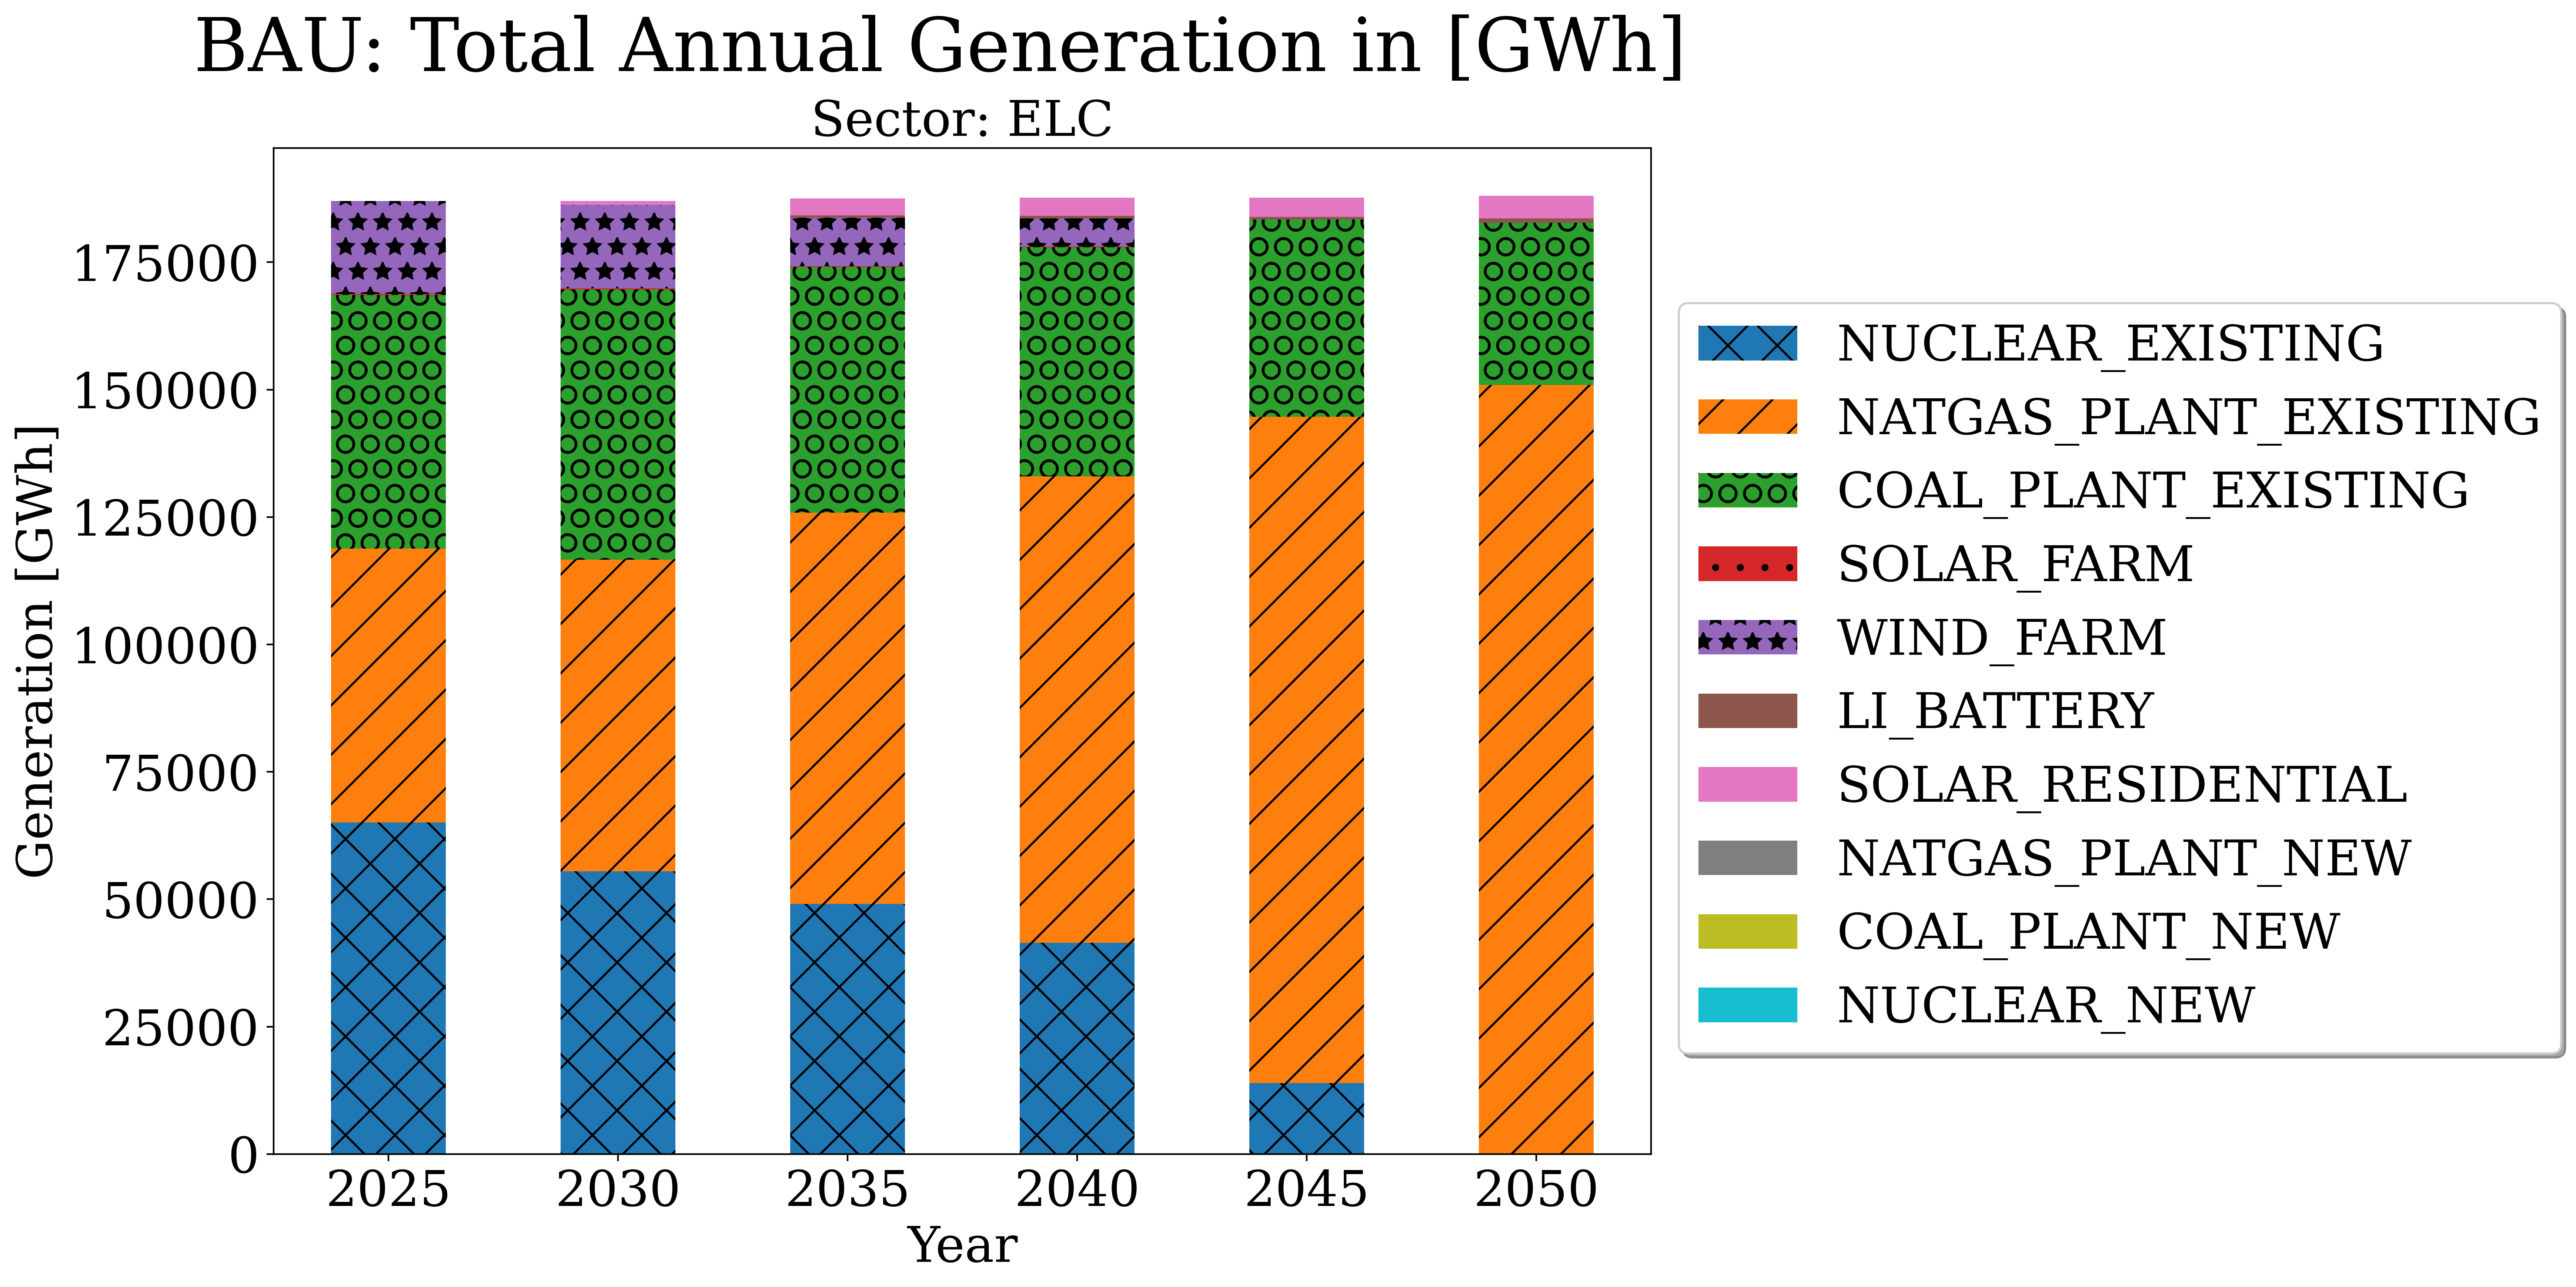 BAU: Total Annual Generation in [GWh]
Sector: ELC
Generation [GWh]
175000
150000
125000
100000
75000
50000
25000
0
2025 2030 2035 2040 2045 2050
Year
NUCLEAR_EXISTING
NATGAS_PLANT_EXISTING
COAL_PLANT_EXISTING
SOLAR_FARM
WIND_FARM
LI_BATTERY
SOLAR_RESIDENTIAL
NATGAS_PLANT_NEW
COAL_PLANT_NEW
NUCLEAR_NEW